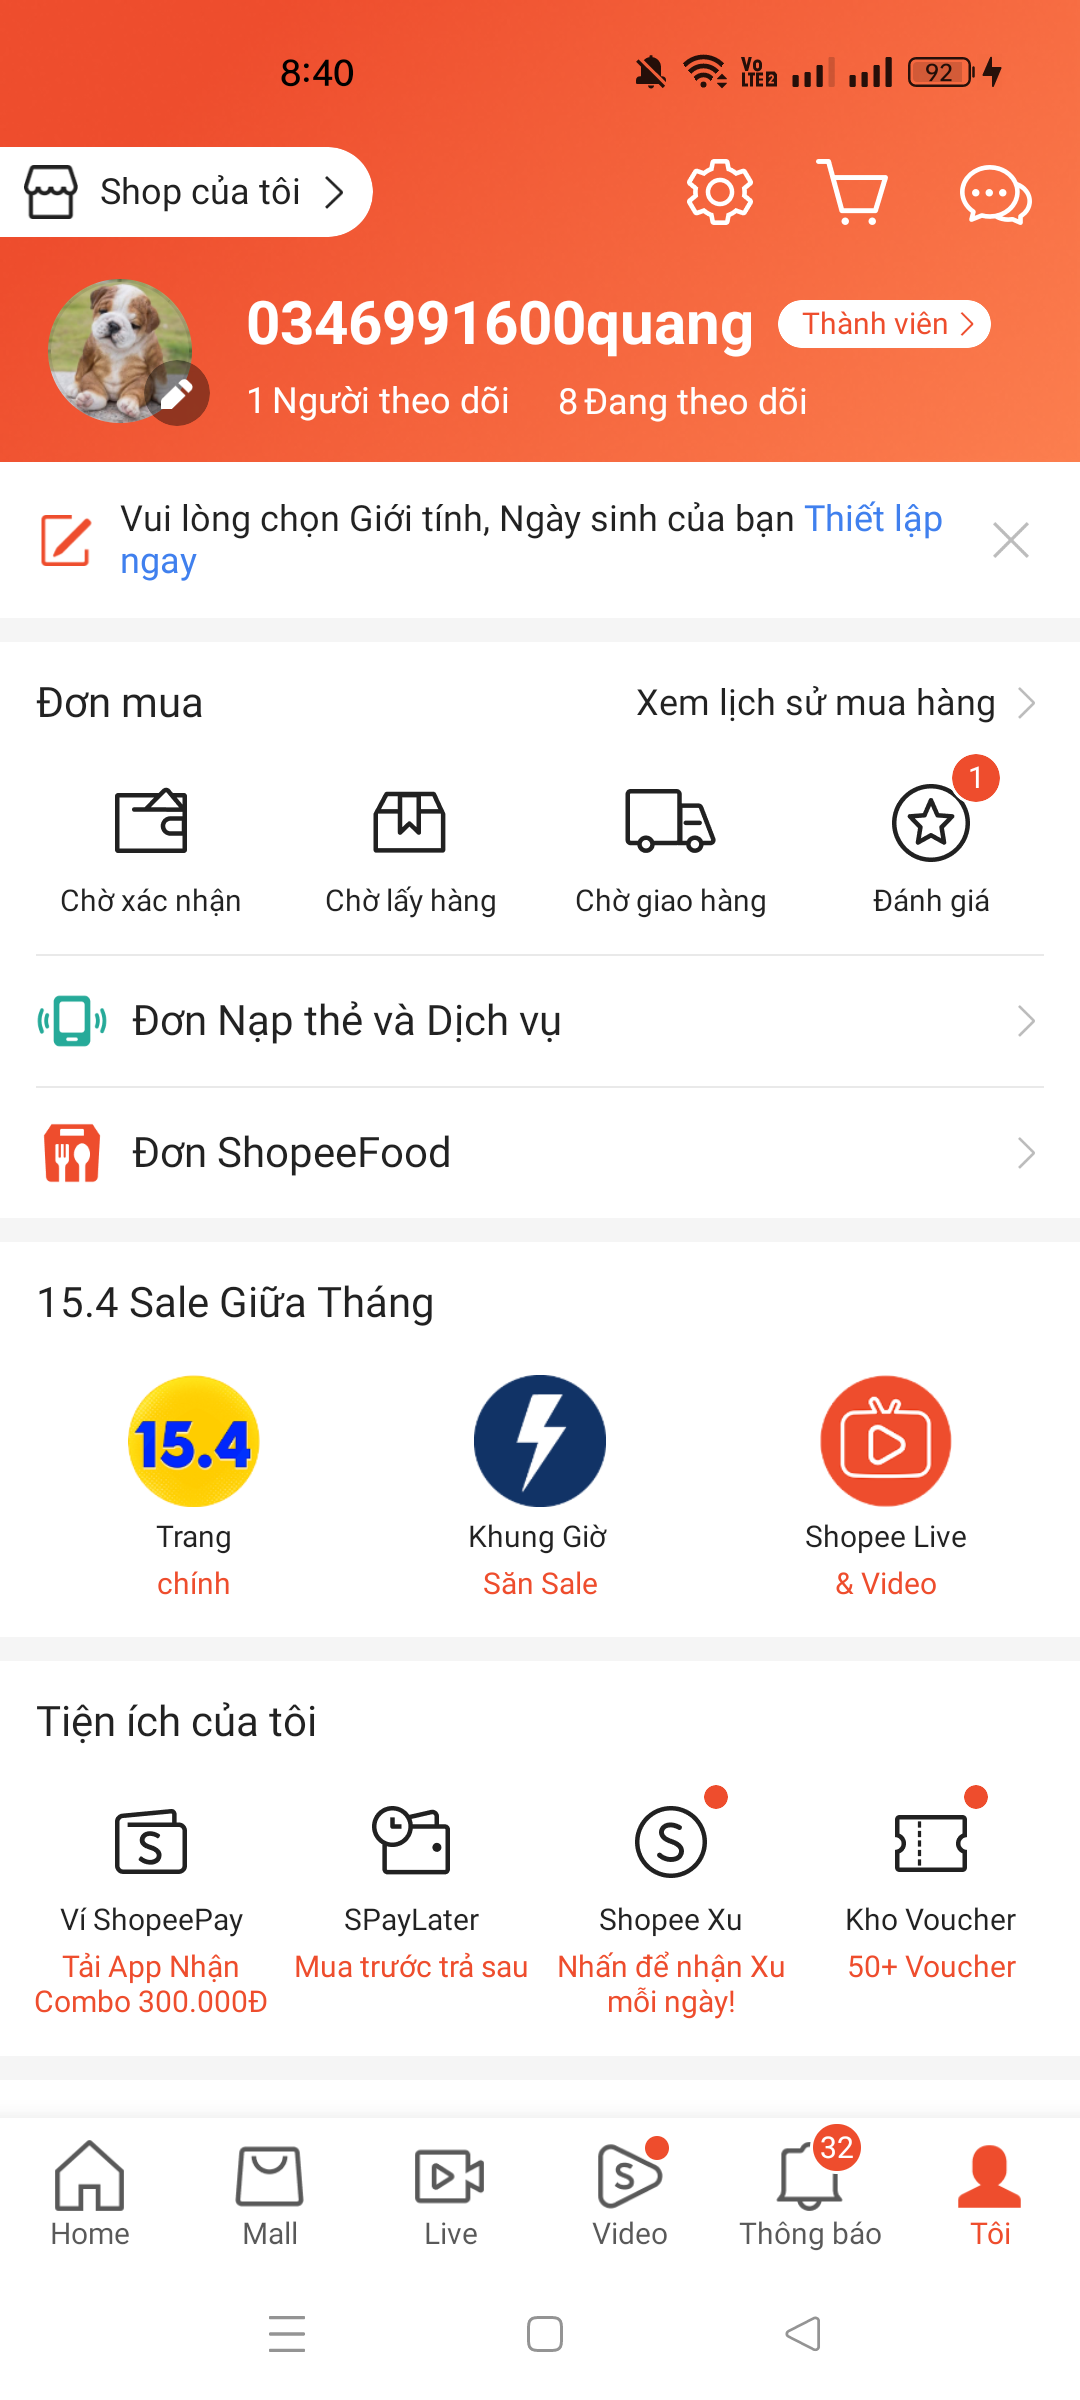 8:40
Vo
LTE2
92
Shop của tôi
0346991600quang
Thành viên
1 Người theo dõi
8 Đang theo dõi
Vui lòng chọn Giới tính, Ngày sinh của bạn Thiết lập
ngay
Đơn mua
Xem lịch sử mua hàng
1
Chờ xác nhận
Chờ lấy hàng
Chờ giao hàng
Đánh giá
Đơn Nạp thẻ và Dịch vụ
Đơn ShopeeFood
15.4 Sale Giữa Tháng
15.4
Trang
chính
Khung Giờ
Săn Sale
Shopee Live
& Video
Tiện ích của tôi
Ví ShopeePay
Tải App Nhận
Combo 300.000Đ
SPayLater
Mua trước trả sau
Shopee Xu
Nhấn để nhận Xu
mỗi ngày!
Kho Voucher
50+ Voucher
32
Home
Mall
Live
Video
Thông báo
Tôi